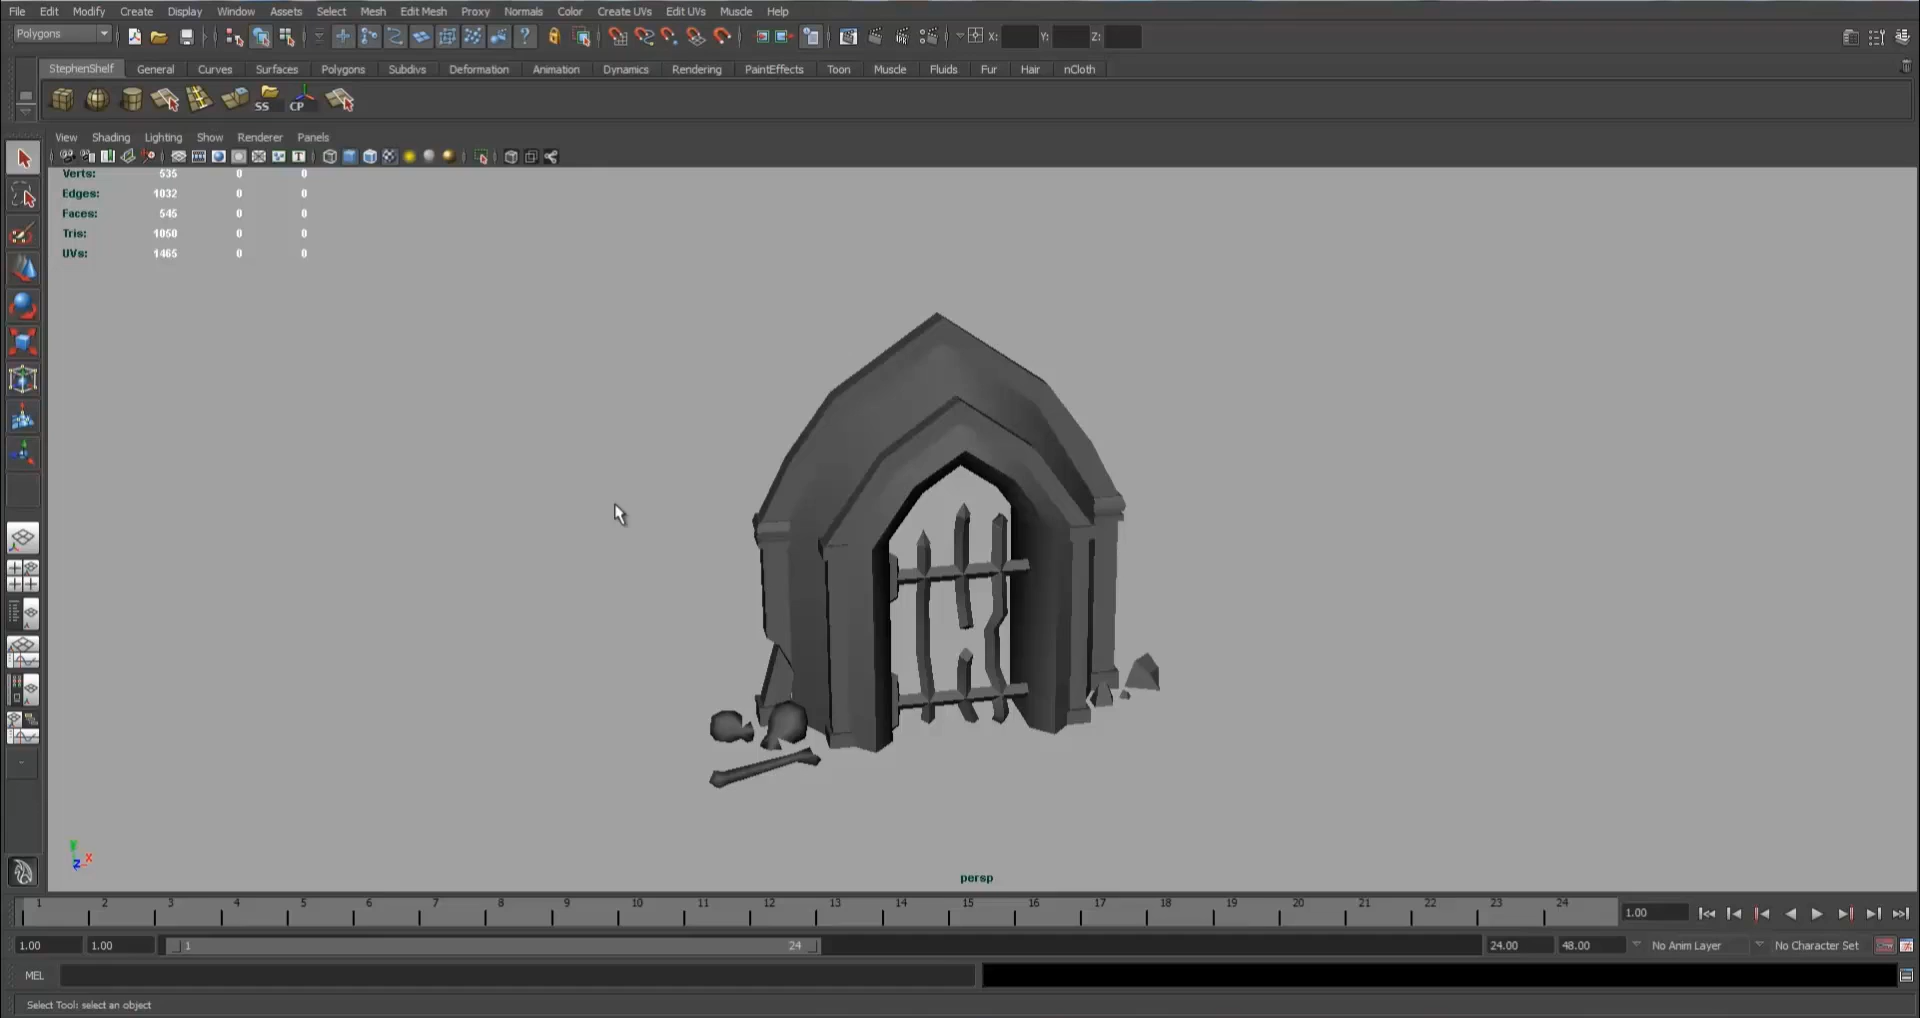 File Edit Modify Create Display Window Assets Select Mesh Edit Mesh Proxy Normals Color Create UVs Edit UVs Muscle Help
Polygons X: Y: Z:
StephenShelf General Curves Surfaces Polygons Subdivs Deformation Animation Dynamics Rendering PaintEffects Toon Muscle Fluids Fur Hair nCloth
SS CP
View Shading Lighting Show Renderer Panels
Verts: 535 0 0
Edges: 1032 0 0
Faces: 545 0 0
Tris: 1050 0 0
UVs: 1465 0 0
y
z x
persp
1 2 3 4 5 6 7 8 9 10 11 12 13 14 15 16 17 18 19 20 21 22 23 24 1.00
1.00 1.00 1 24 24.00 48.00 No Anim Layer No Character Set
MEL
Select Tool: select an object